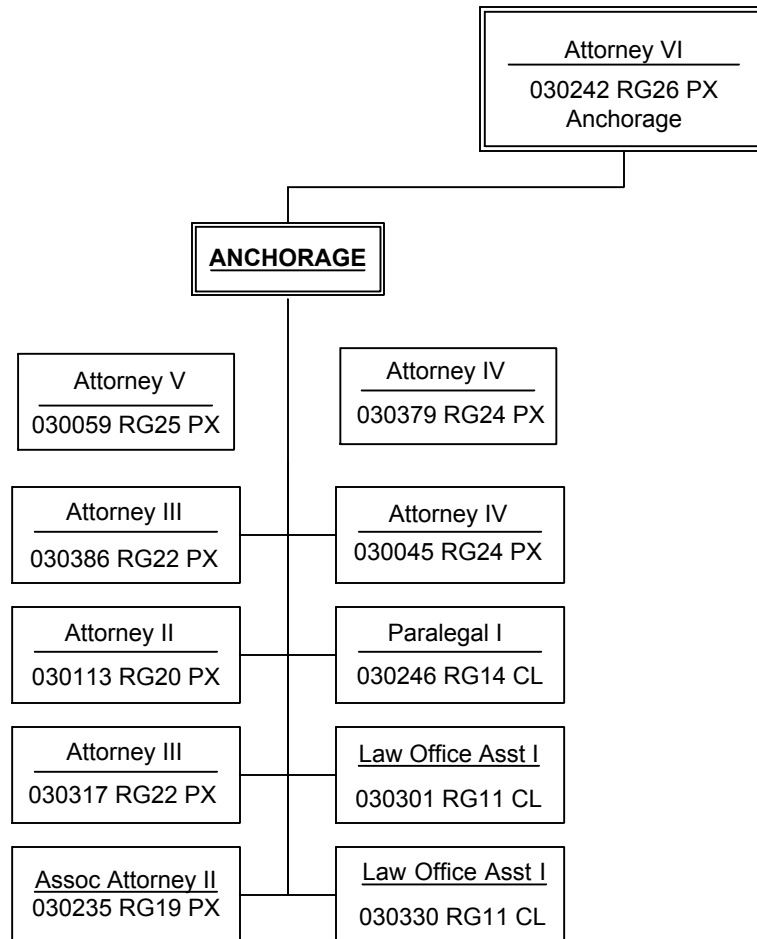 Attorney VI
030242 RG26 PX
Anchorage
ANCHORAGE
Attorney V
030059 RG25 PX
Attorney IV
030379 RG24 PX
Attorney III
030386 RG22 PX
Attorney IV
030045 RG24 PX
Attorney II
030113 RG20 PX
Paralegal I
030246 RG14 CL
Attorney III
030317 RG22 PX
Law Office Asst I
030301 RG11 CL
Assoc Attorney II
030235 RG19 PX
Law Office Asst I
030330 RG11 CL